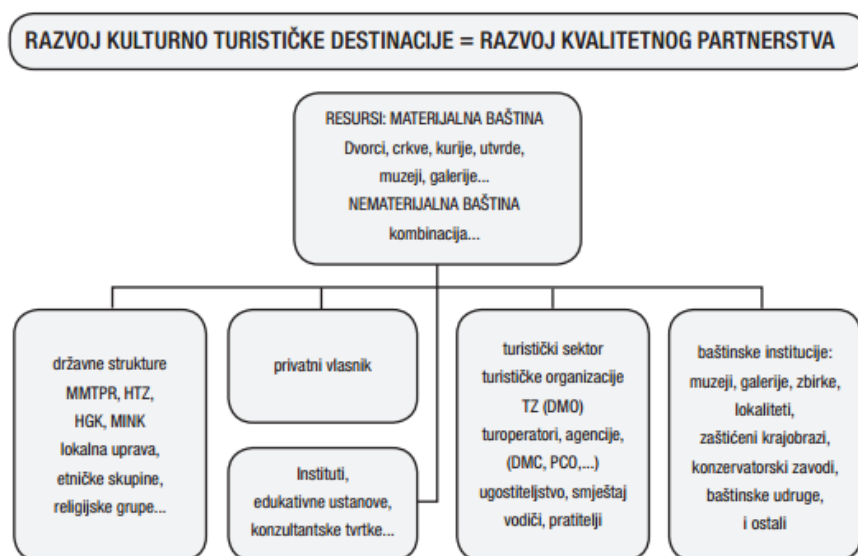 RAZVOJ KULTURNO TURISTIČKE DESTINACIJE = RAZVOJ KVALITETNOG PARTNERSTVA
RESURSI: MATERIJALNA BAŠTINA
Dvorci, crkve, kurije, utvrde,
muzeji, galerije...
NEMATERIJALNA BAŠTINA
kombinacija...
državne strukture
MMTPR, HTZ,
HGK, MINK
lokalna uprava,
etničke skupine,
religijske grupe...
privatni vlasnik
Instituti,
edukativne ustanove,
konzultantske tvrtke...
turistički sektor
turističke organizacije
TZ (DMO)
turoperatori, agencije,
(DMC, PCO,...)
ugostiteljstvo, smještaj
vodiči, pratitelji
baštinske institucije:
muzeji, galerije, zbirke,
lokaliteti,
zaštićeni krajobrazi,
konzervatorski zavodi,
baštinske udruge,
i ostali